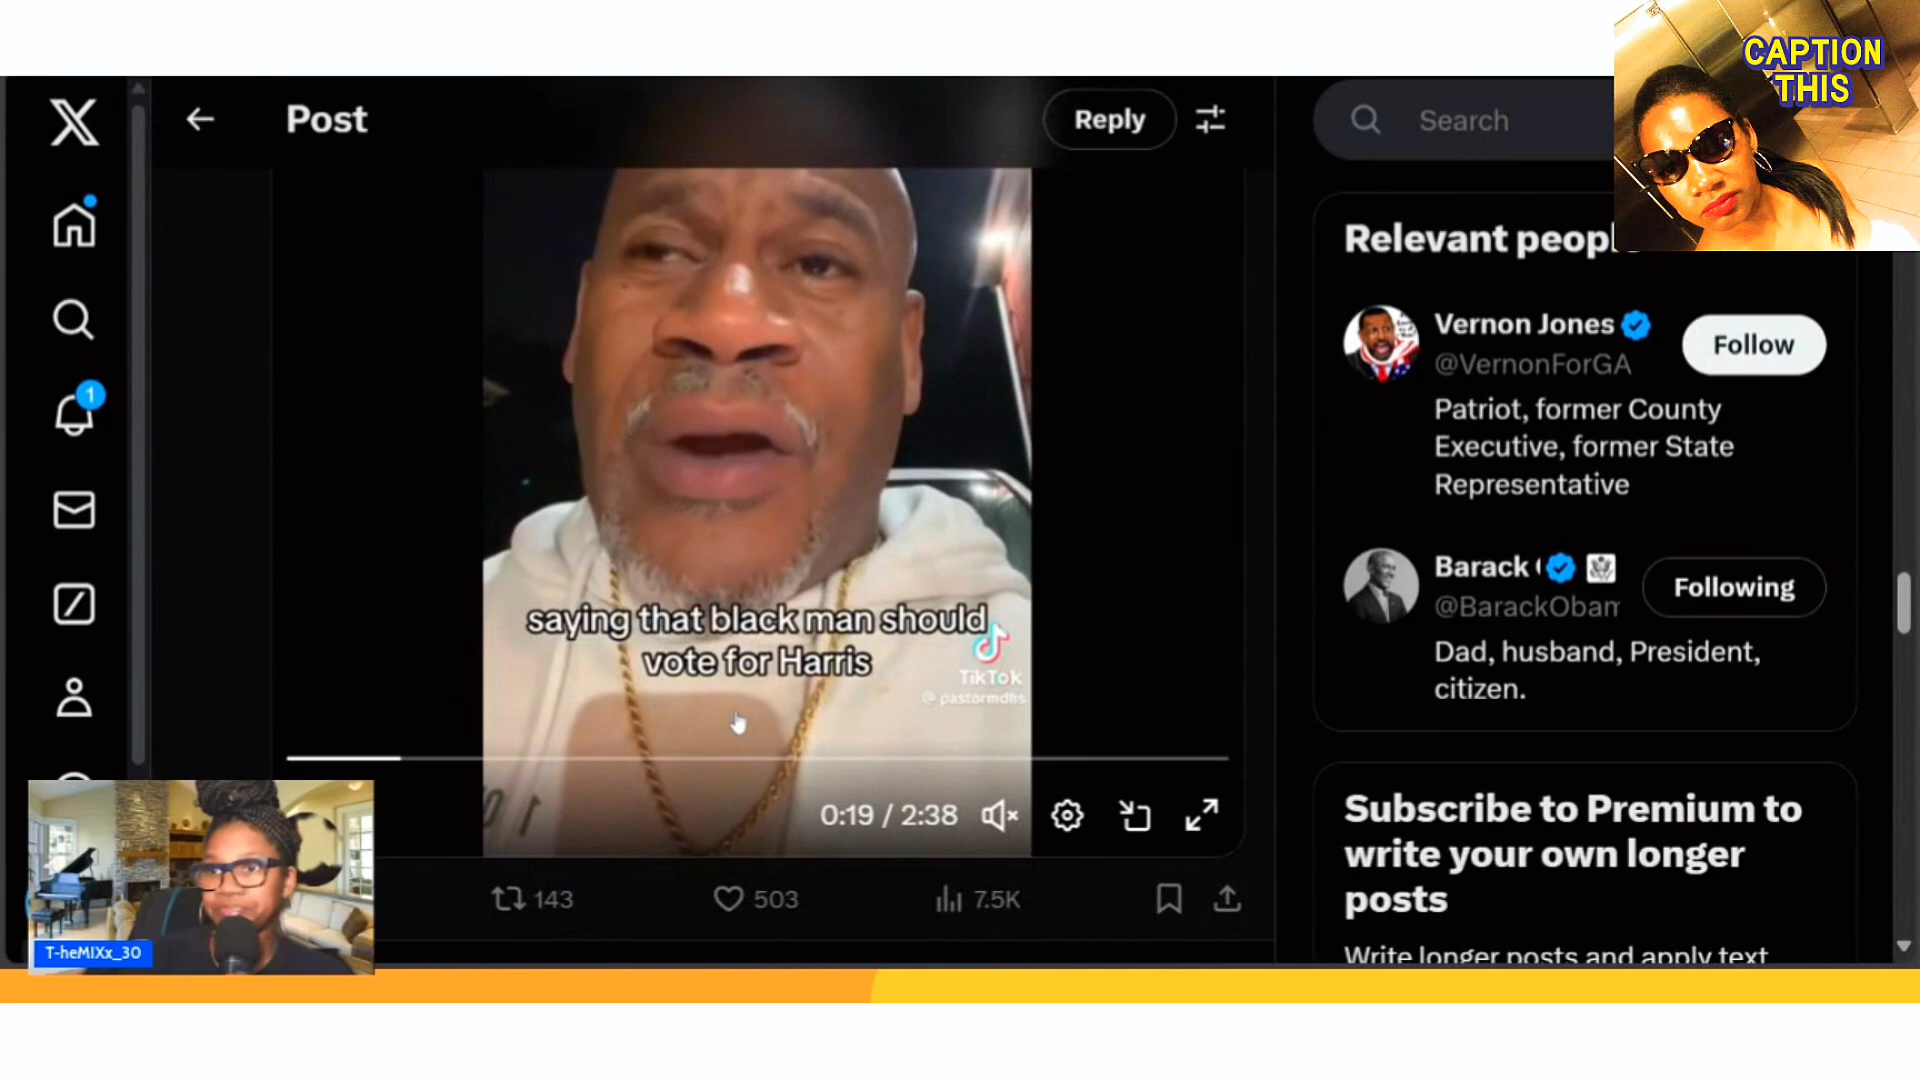 CAPTION
THIS
Post
Reply
Search
Relevant peopl
Vernon Jones
Follow
@VernonForGA
Patriot, former County
Executive, former State
Representative
1
Barack
Following
@BarackObam
Dad, husband, President,
citizen.
saying that black man should
vote for Harris
TikTok
@pastormdhs
0:19 / 2:38
Subscribe to Premium to
write your own longer
posts
Write longer posts and apply text
143
503
7.5K
T-heMIXx_30